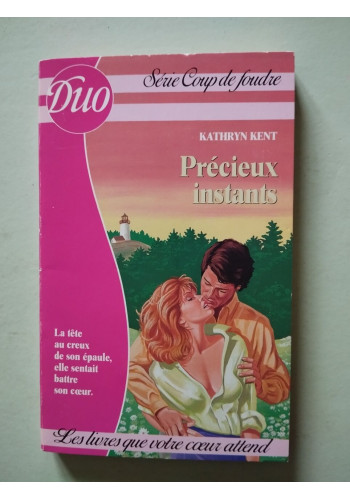 Duo
Série Coup de foudre
KATHRYN KENT
Précieux
instants
La tête
au creux
de son épaule,
elle sentait
battre
son cœur.
Les livres que votre cœur attend